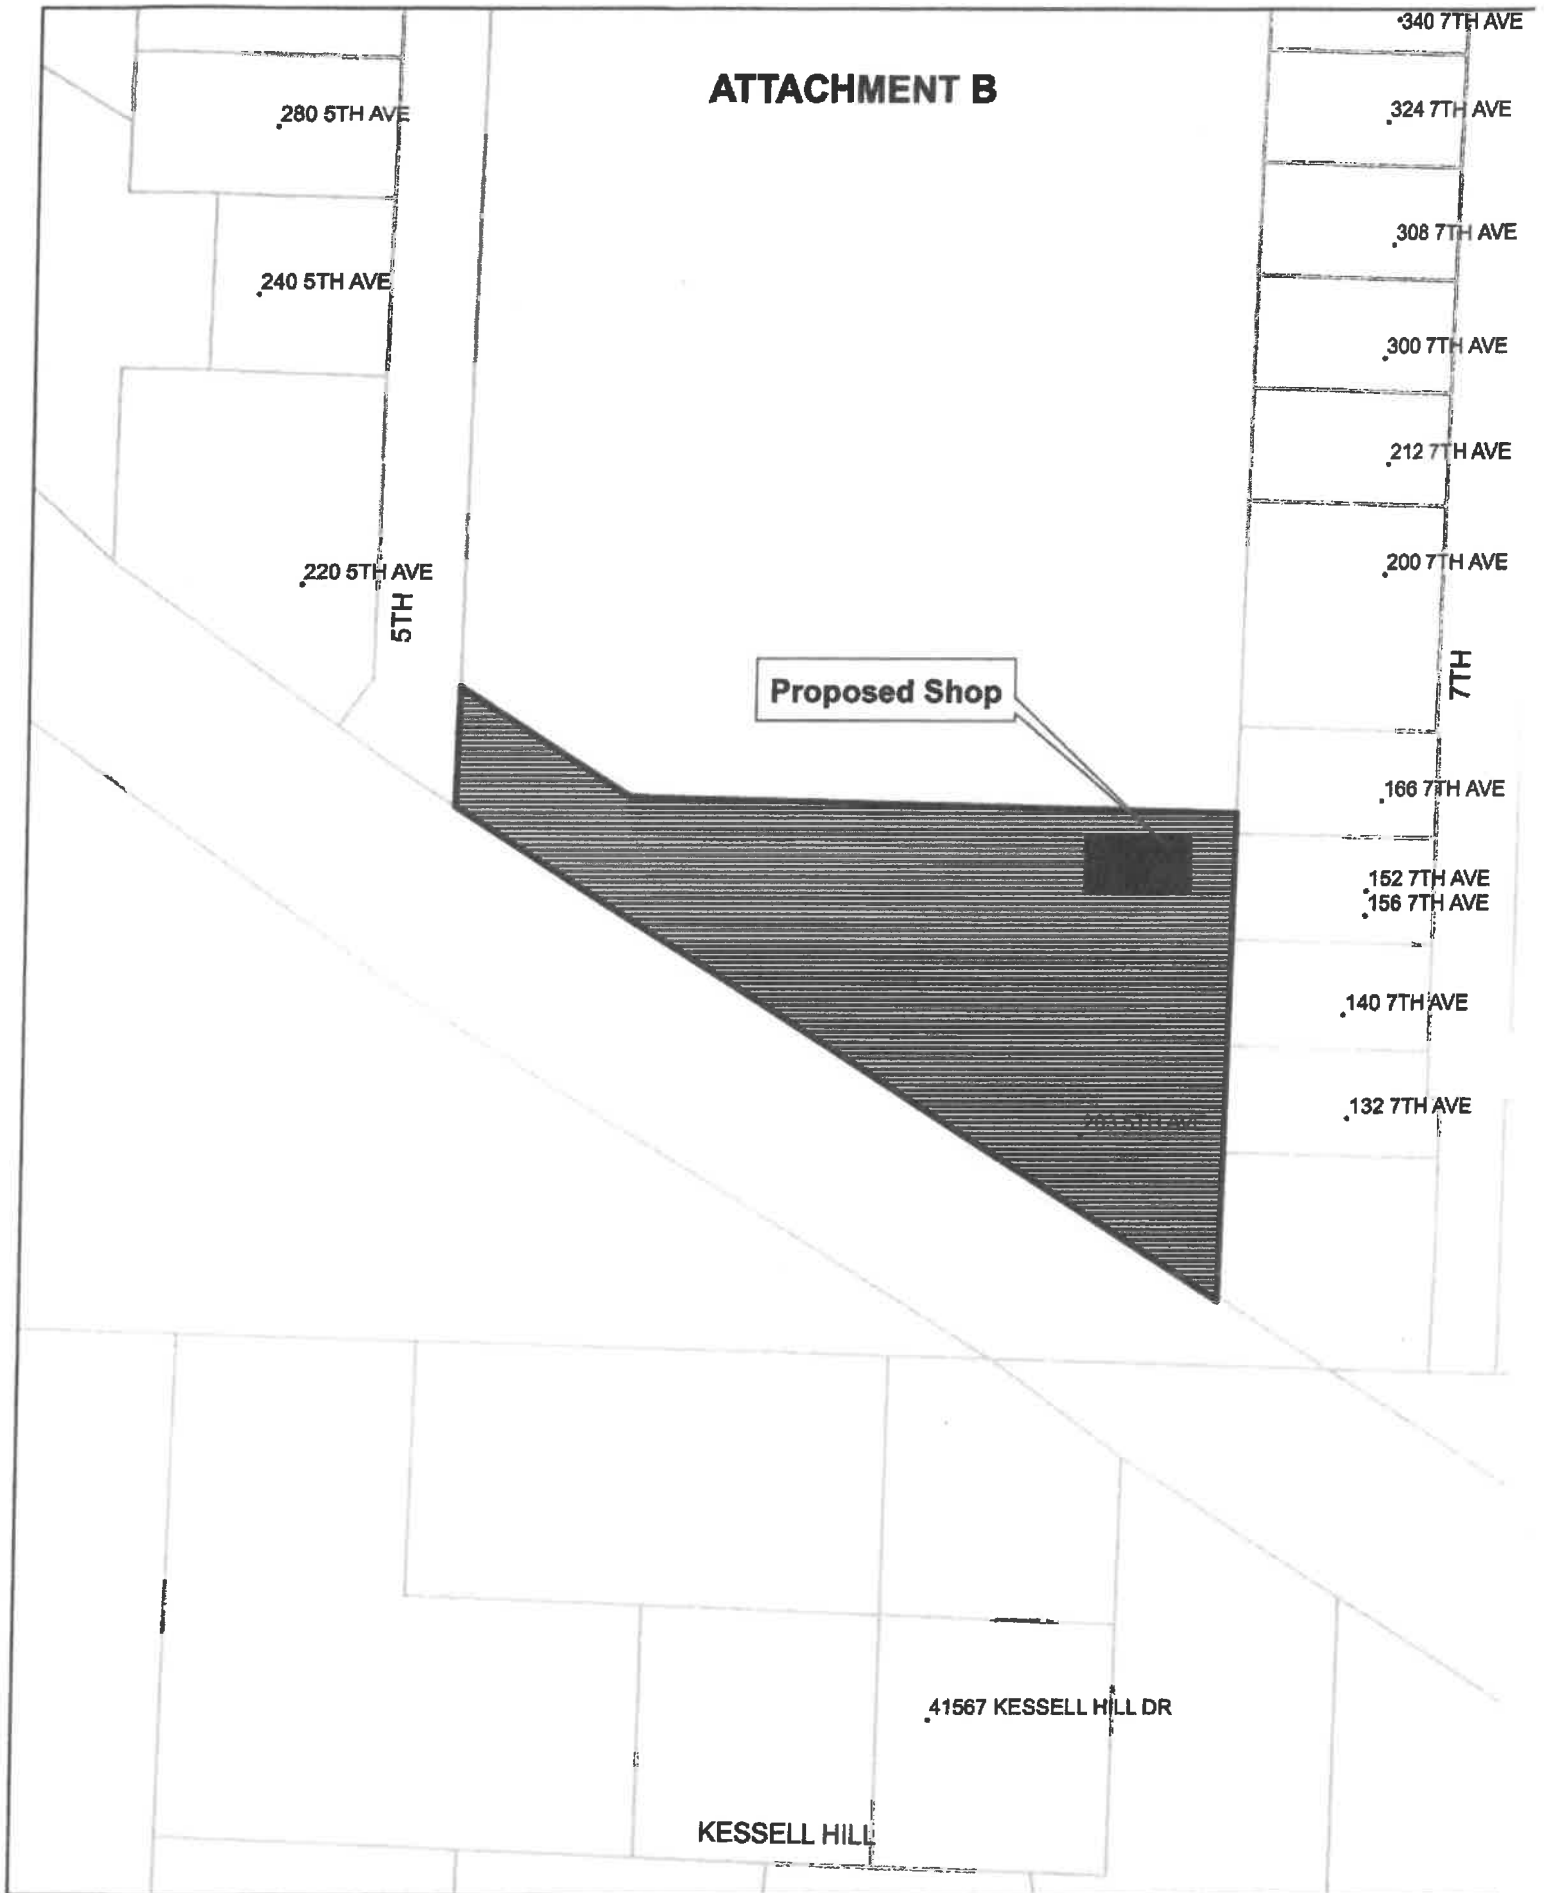 340 7TH AVE
ATTACHMENT B
280 5TH AVE
324 7TH AVE
308 7TH AVE
240 5TH AVE
300 7TH AVE
212 7TH AVE
220 5TH AVE
200 7TH AVE
5TH
7TH
Proposed Shop
166 7TH AVE
152 7TH AVE
156 7TH AVE
140 7TH AVE
132 7TH AVE
5TH AVE
41567 KESSELL HILL DR
KESSELL HILL